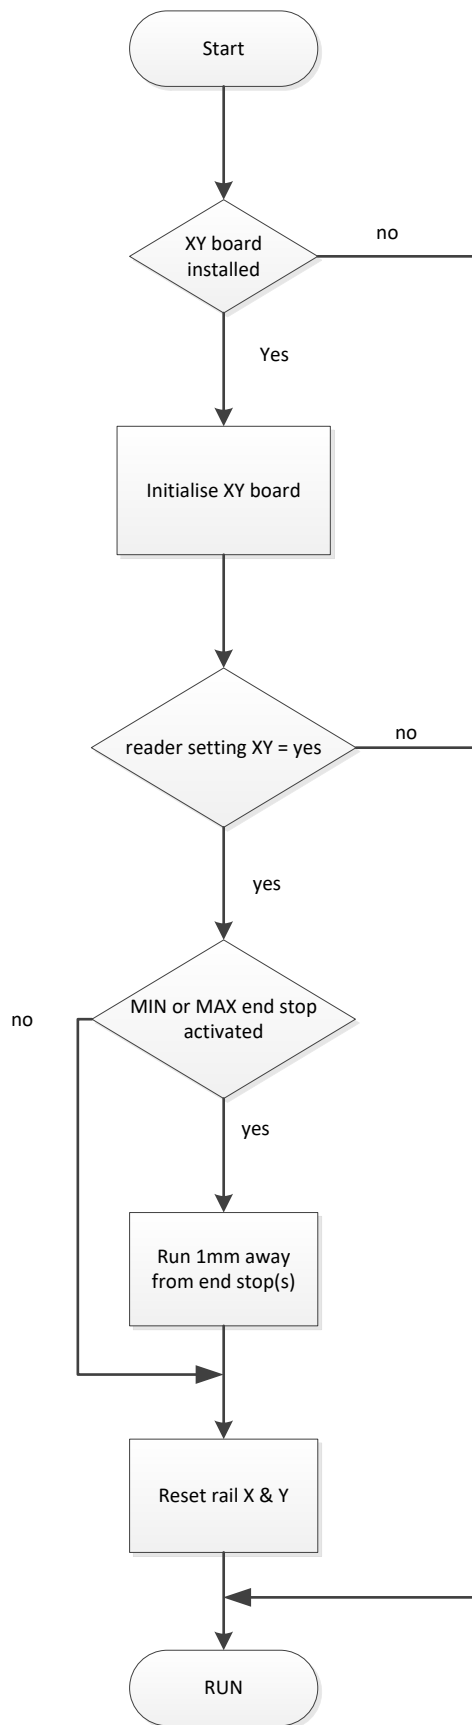 Start
XY board
installed
no
Yes
Initialise XY board
reader setting XY = yes
no
yes
MIN or MAX end stop
activated
no
yes
Run 1mm away
from end stop(s)
Reset rail X & Y
RUN